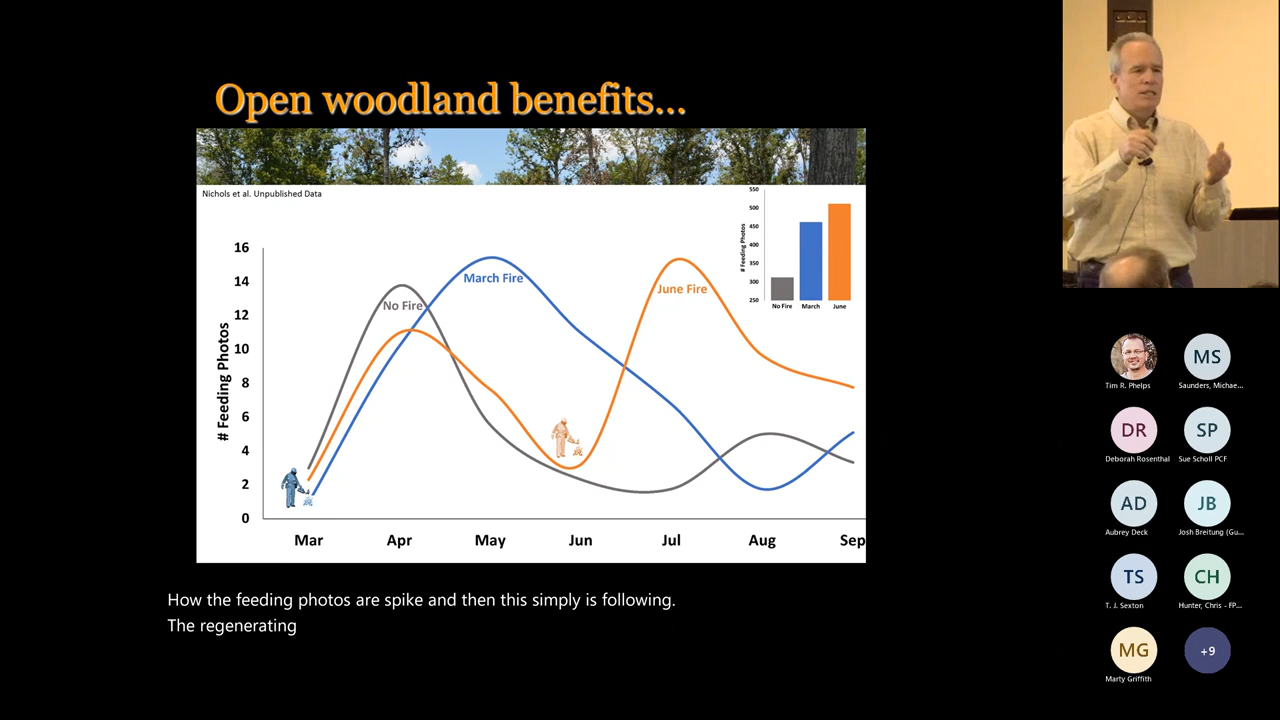 Open woodland benefits...
Nichols et al. Unpublished Data
# Feeding Photos
16
14
12
10
8
6
4
2
0
No Fire
March Fire
June Fire
Mar
Apr
May
Jun
Jul
Aug
Sep
# Feeding Photos
550
500
450
400
350
300
250
No Fire
March
June
How the feeding photos are spike and then this simply is following.
The regenerating
Tim R. Phelps
MS
Saunders, Michae...
DR
Deborah Rosenthal
SP
Sue Scholl PCF
AD
Aubrey Deck
JB
Josh Breitung (Gu...
TS
T. J. Sexton
CH
Hunter, Chris - FP...
MG
Marty Griffith
+9